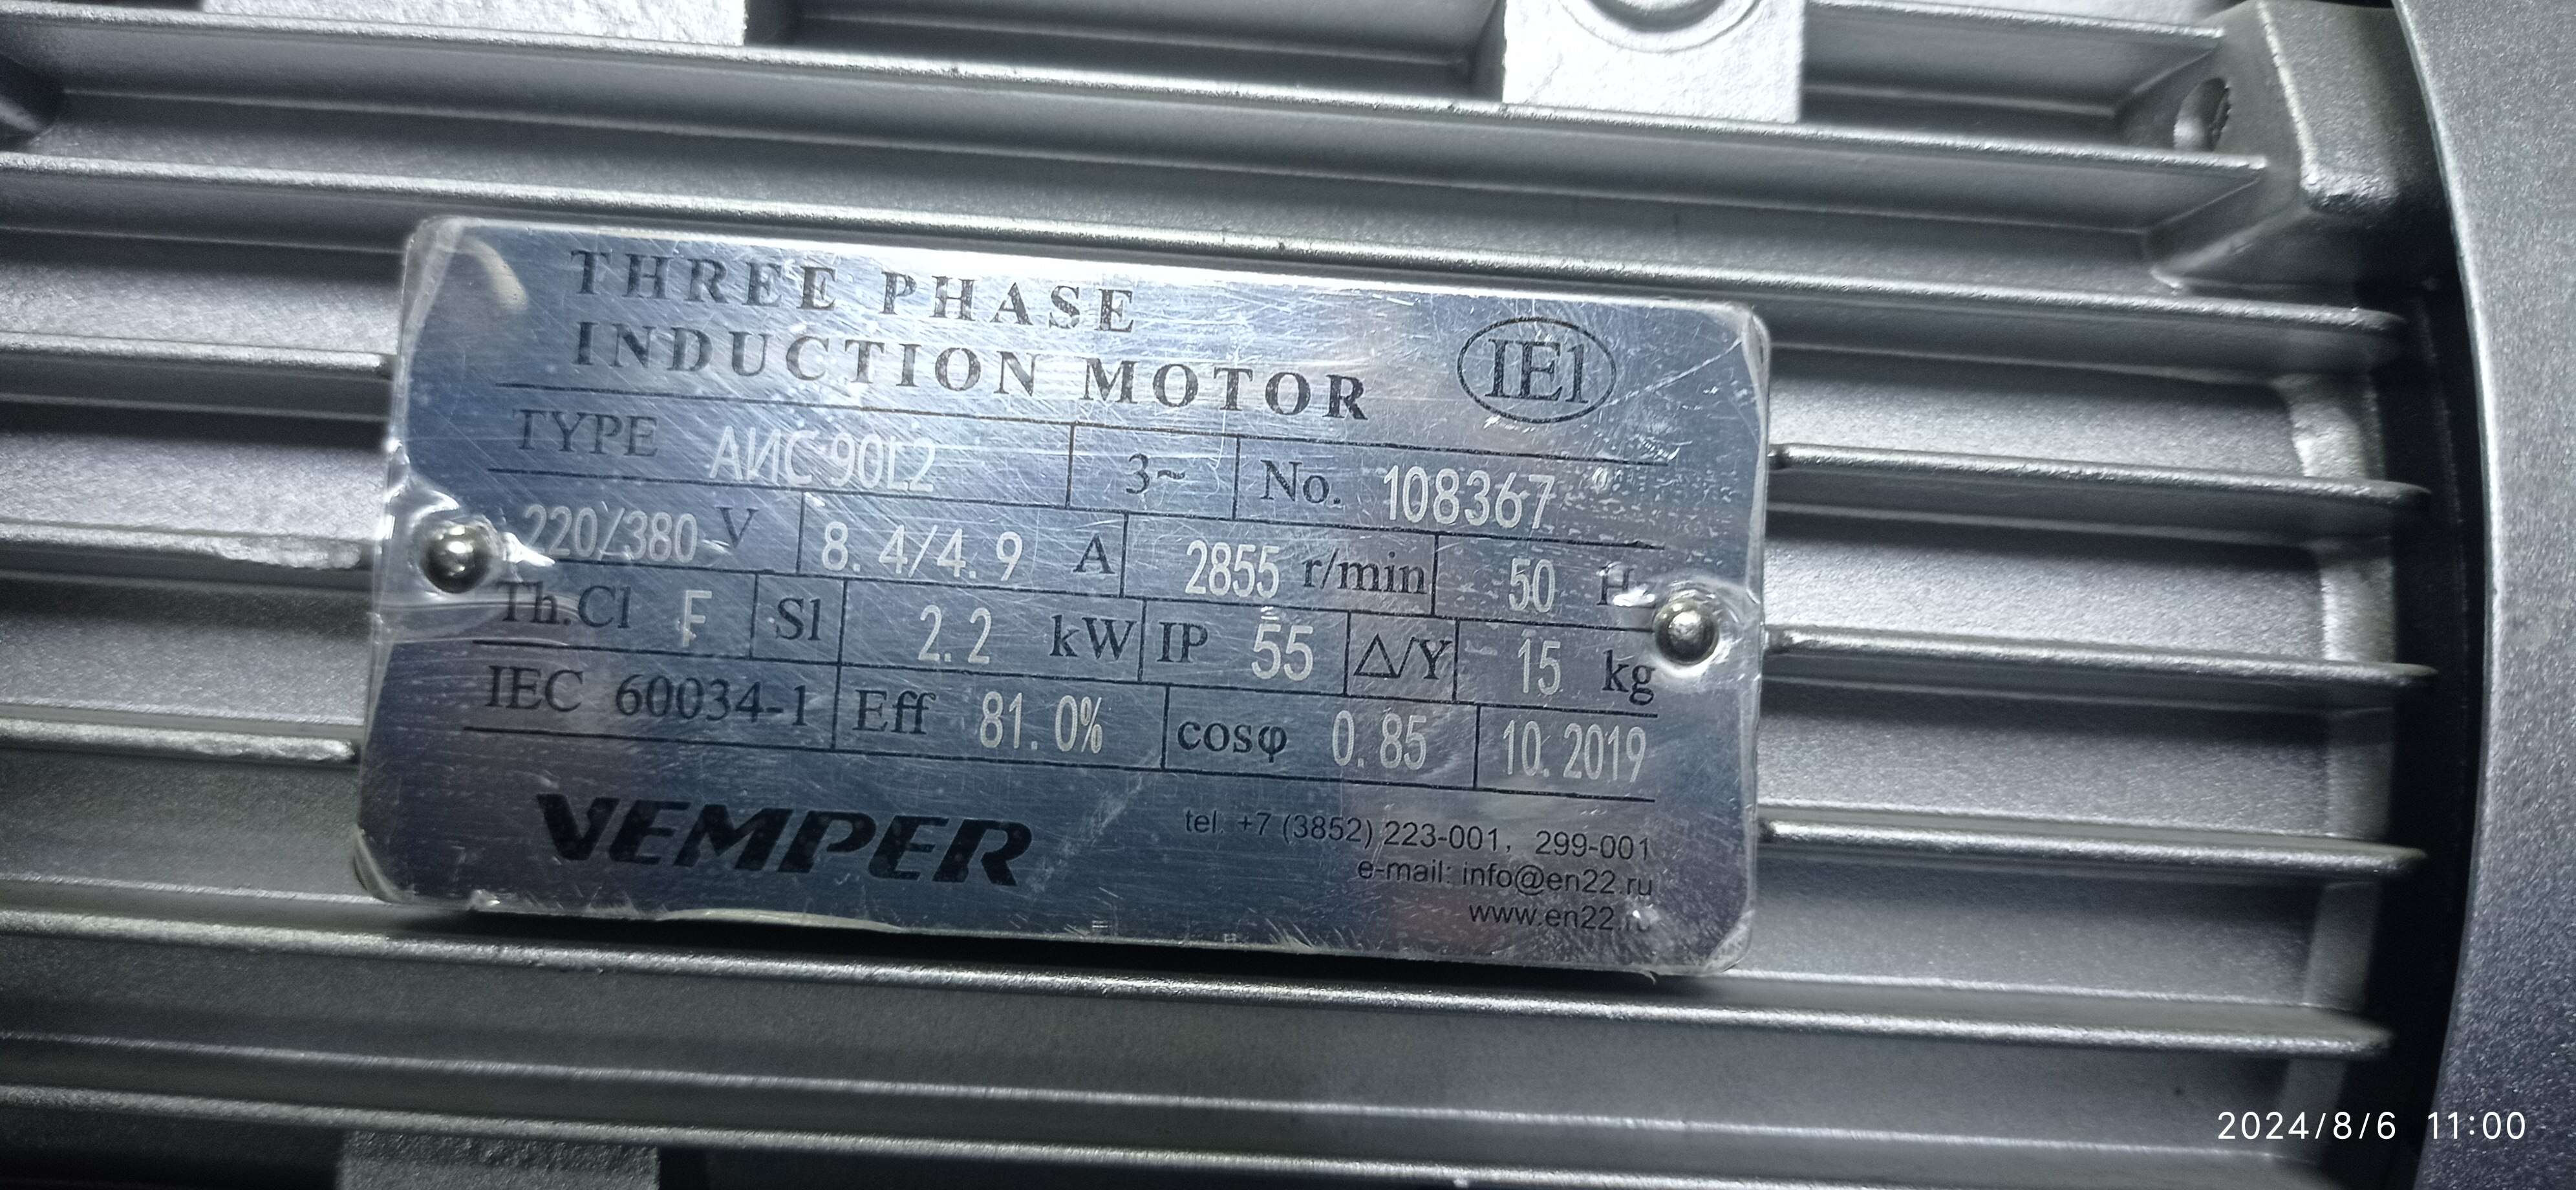 THREE PHASE
INDUCTION MOTOR IE1
TYPE АИС 90L2 3~ No. 108367
220/380 V 8.4/4.9 A 2855 r/min 50
Th.Cl F S1 2.2 kW IP 55 Δ/Y 15 kg
IEC 60034-1 Eff 81.0% cosφ 0.85 10.2019
VEMPER
tel. +7 (3852) 223-001, 299-001
e-mail: info@en22.ru
www.en22.ru
2024/8/6 11:00